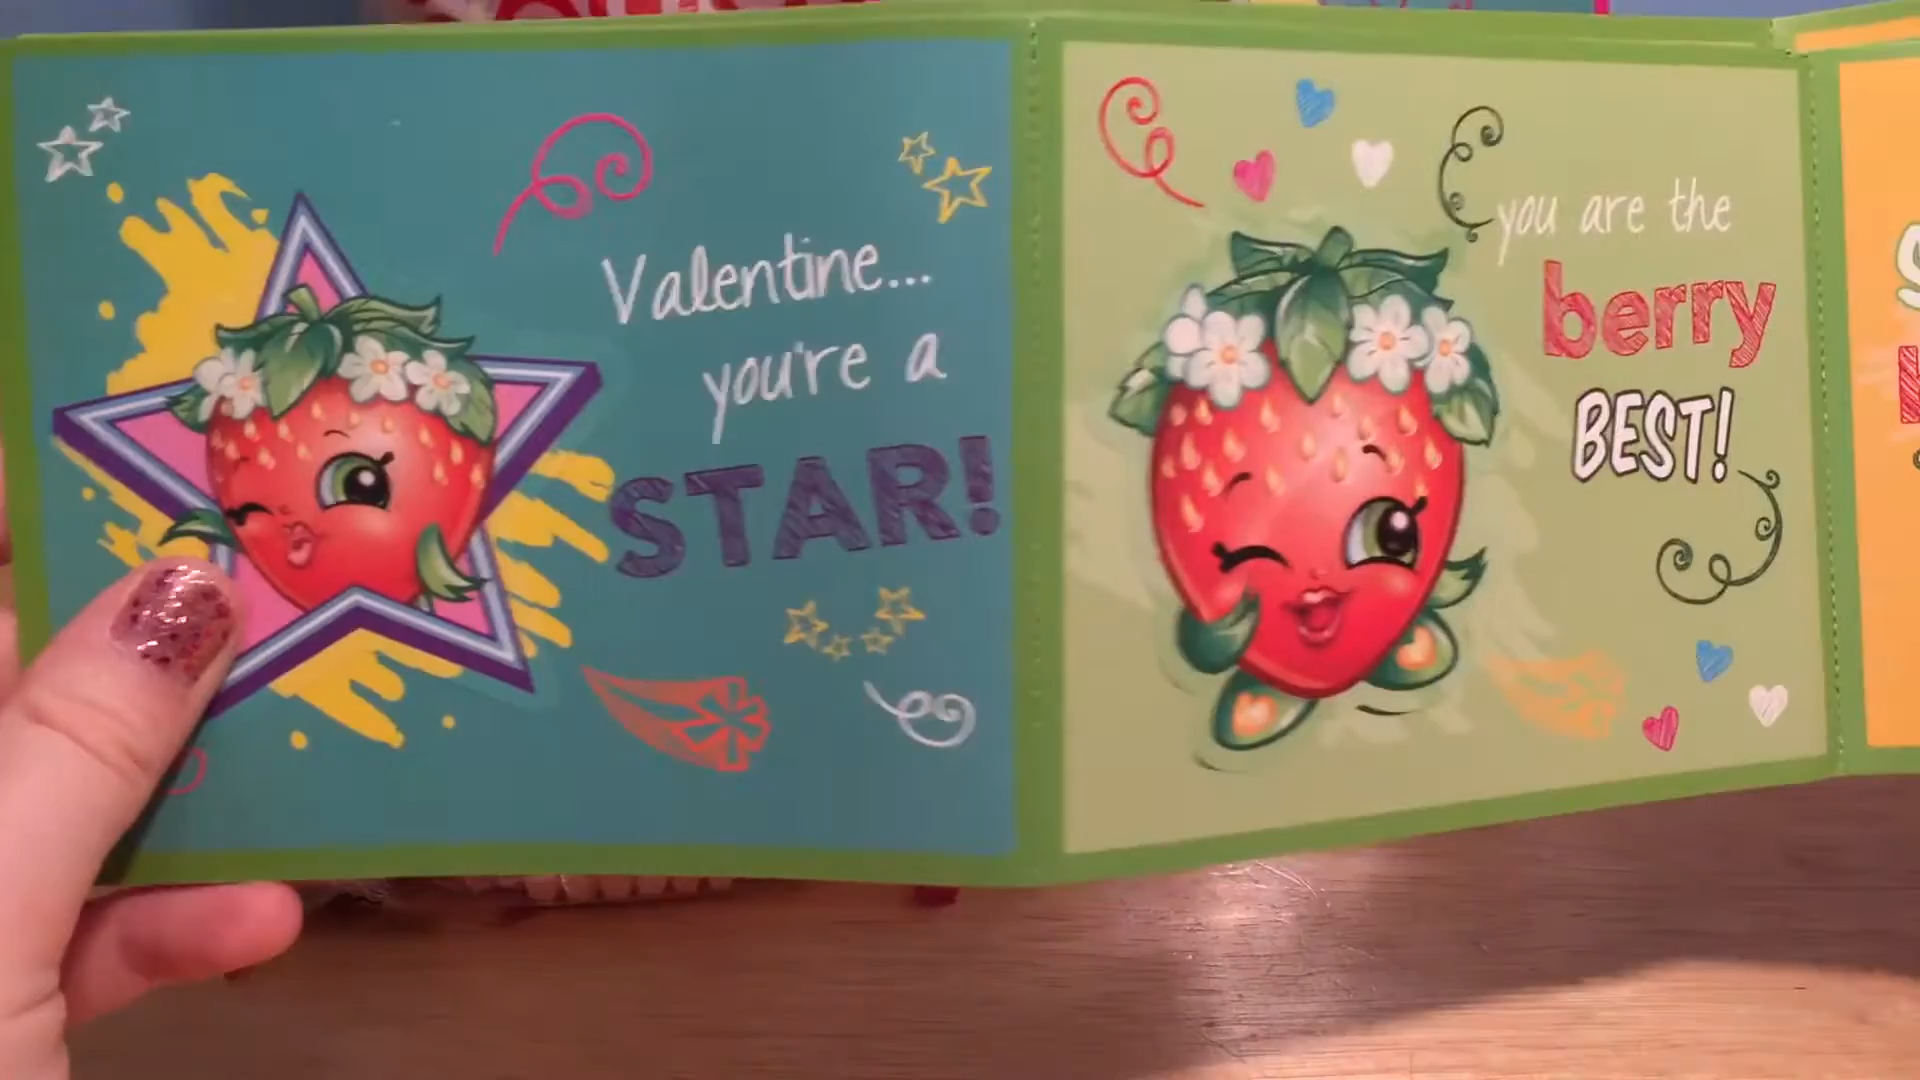 Valentine...
you're a
STAR!
you are the
berry
BEST!